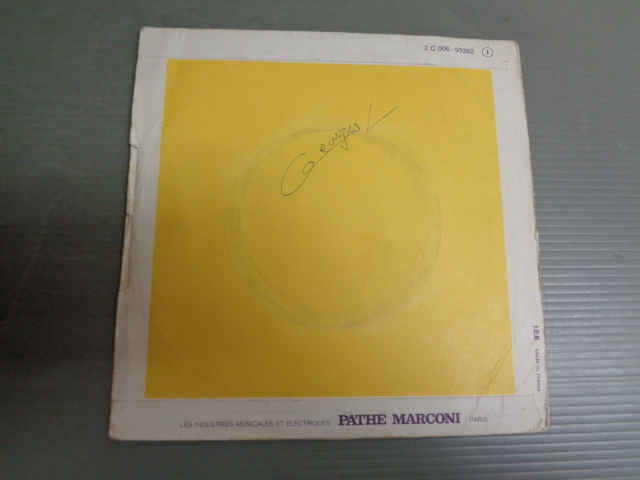 2 C 006 - 93262 J
Georges L
I.D.N. Made in France
LES INDUSTRIES MUSICALES ET ELECTRIQUES PATHE MARCONI PARIS